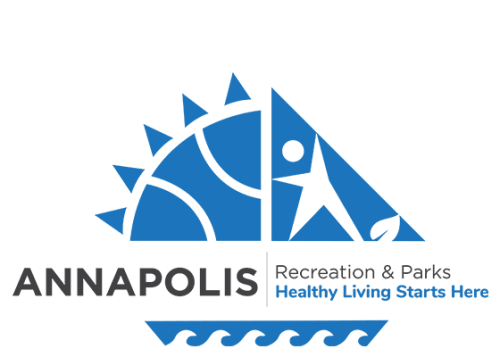 ANNAPOLIS
Recreation & Parks
Healthy Living Starts Here